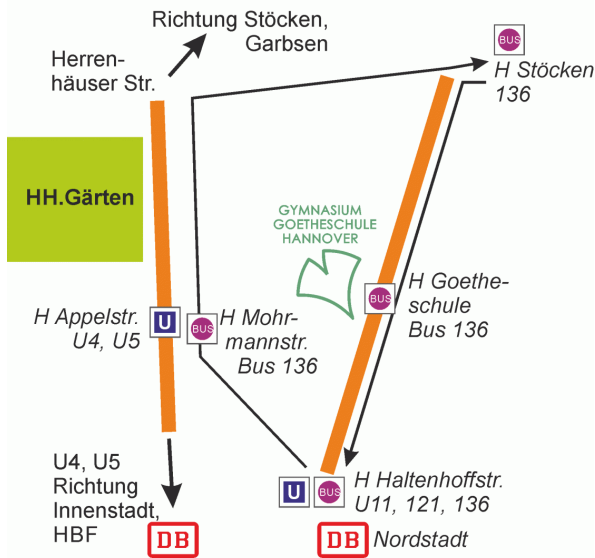 Richtung Stöcken,
Garbsen
Herren-
häuser Str.
BUS
H Stöcken
136
HH.Gärten
GYMNASIUM
GOETHESCHULE
HANNOVER
BUS
H Goethe-
schule
Bus 136
H Appelstr.
U4, U5
U
BUS
H Mohr-
mannstr.
Bus 136
U4, U5
Richtung
Innenstadt,
HBF
DB
U
BUS
H Haltenhoffstr.
U11, 121, 136
DB
Nordstadt